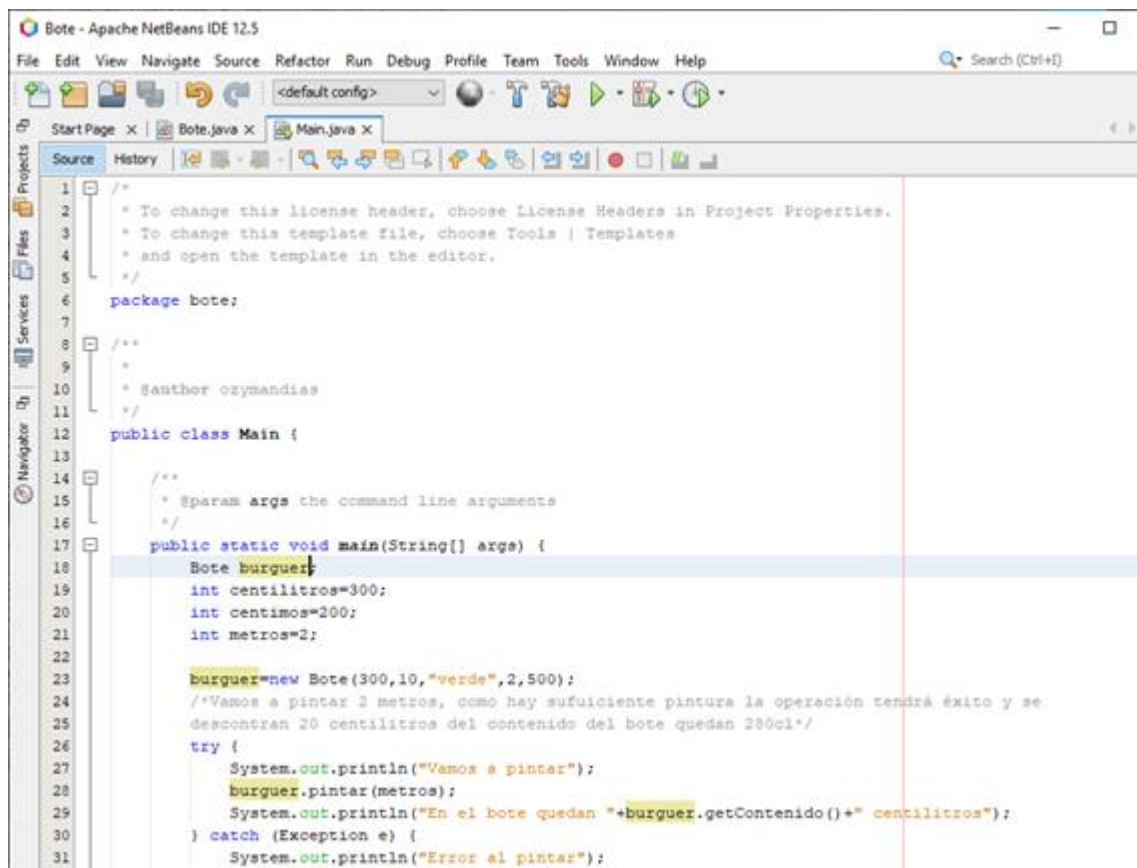 Bote - Apache NetBeans IDE 12.5
File Edit View Navigate Source Refactor Run Debug Profile Team Tools Window Help
Search (Ctrl+I)
<default config>
Start Page Bote.java Main.java
Source History
Projects
Files
Services
Navigator
1 /*
2 * To change this license header, choose License Headers in Project Properties.
3 * To change this template file, choose Tools | Templates
4 * and open the template in the editor.
5 */
6 package bote;
7
8 /**
9 *
10 * @author ozymandias
11 */
12 public class Main {
13
14 /**
15 * @param args the command line arguments
16 */
17 public static void main(String[] args) {
18 Bote burguer;
19 int centilitros=300;
20 int centimos=200;
21 int metros=2;
22
23 burguer=new Bote(300,10,"verde",2,500);
24 /*Vamos a pintar 2 metros, como hay sufuiciente pintura la operación tendrá éxito y se
25 descontran 20 centilitros del contenido del bote quedan 280cl*/
26 try {
27 System.out.println("Vamos a pintar");
28 burguer.pintar(metros);
29 System.out.println("En el bote quedan "+burguer.getContenido()+" centilitros");
30 } catch (Exception e) {
31 System.out.println("Error al pintar");